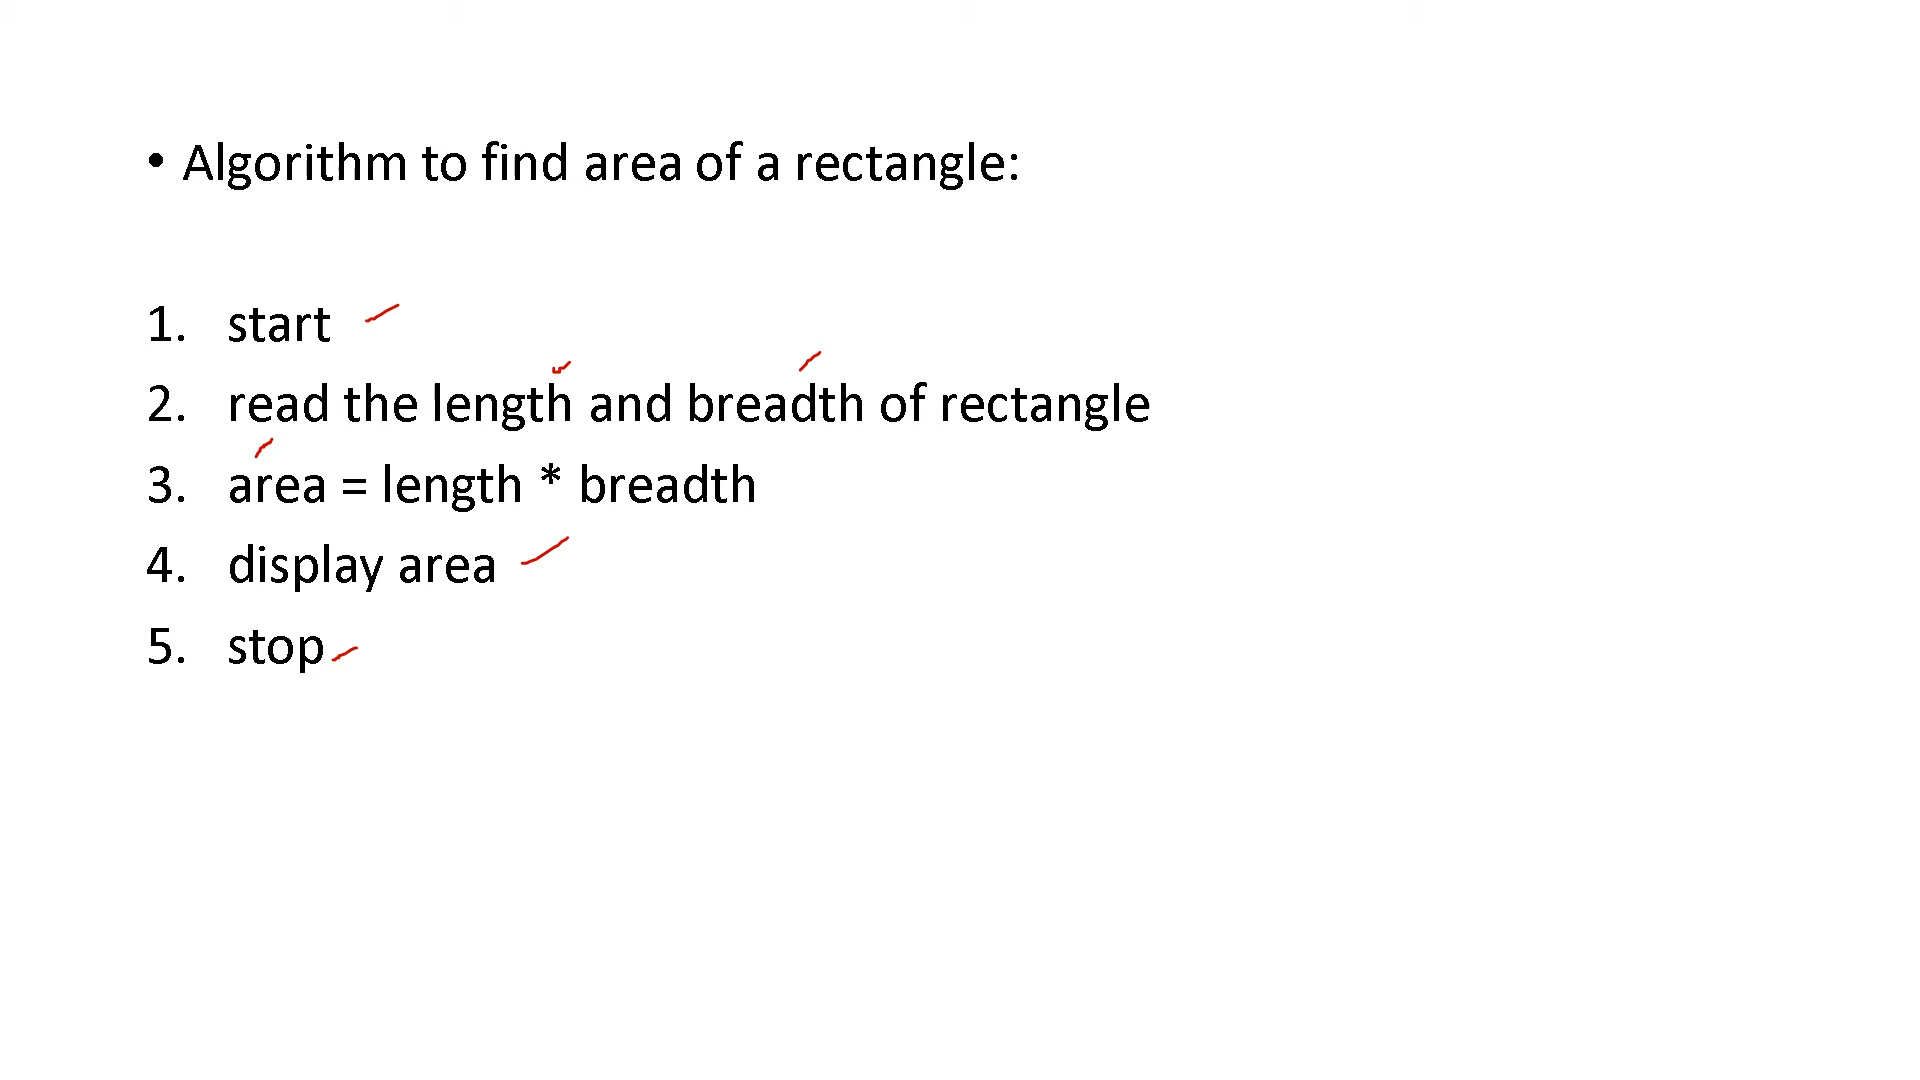 • Algorithm to find area of a rectangle:
1. start
2. read the length and breadth of rectangle
3. area = length * breadth
4. display area
5. stop